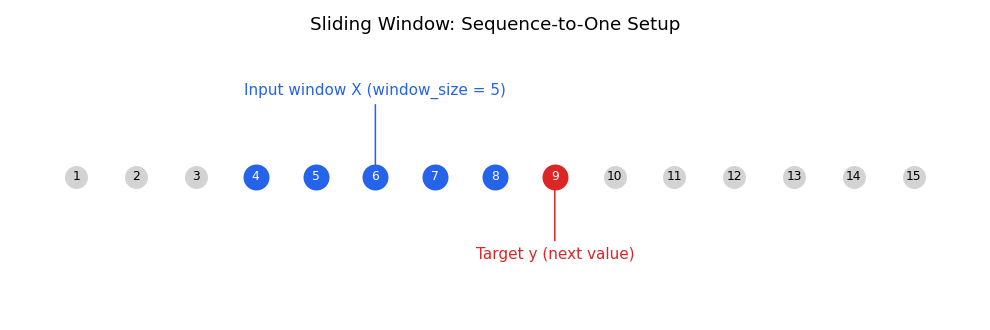 Sliding Window: Sequence-to-One Setup
Input window X (window_size = 5)
1 2 3 4 5 6 7 8 9 10 11 12 13 14 15
Target y (next value)